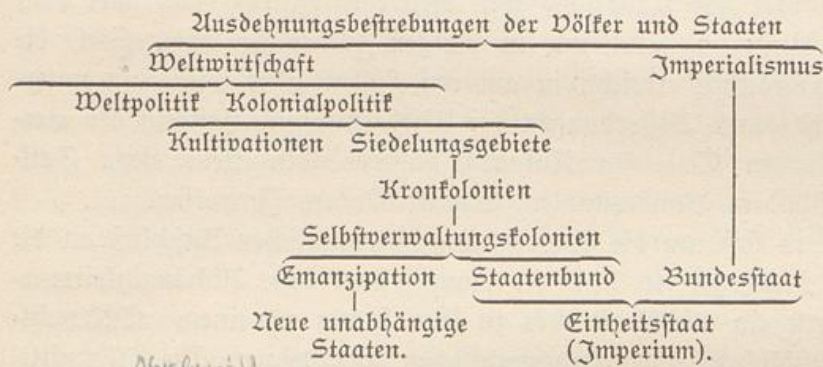 Ausdehnungsbestrebungen der Völker und Staaten
Weltwirtschaft Imperialismus
Weltpolitik Kolonialpolitik
Kultivationen Siedelungsgebiete
Kronkolonien
Selbstverwaltungskolonien
Emanzipation Staatenbund Bundesstaat
Neue unabhängige Einheitsstaat
Staaten. (Imperium).